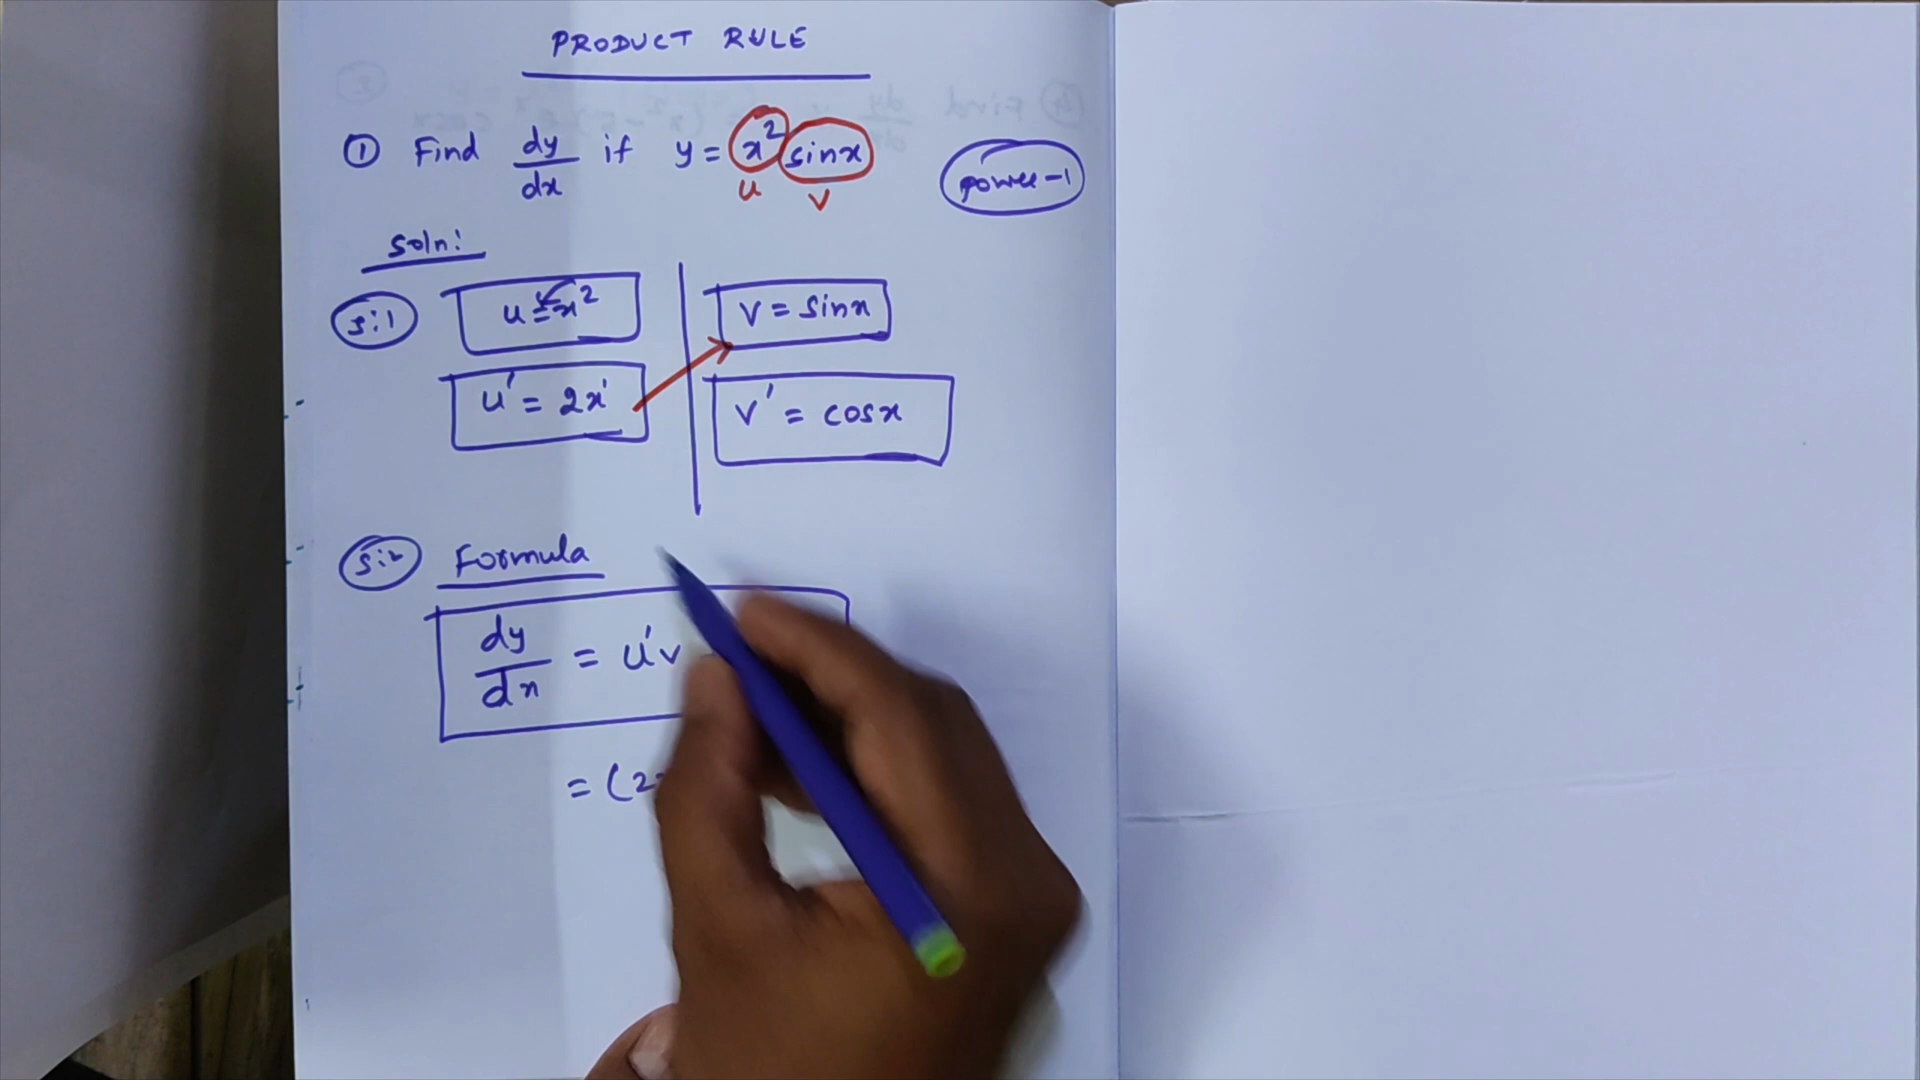 PRODUCT RULE
① Find dy/dx if y = x² sinx
u v
power-1
Soln:
S:1 u = x² v = sinx
u' = 2x' v' = cosx
Formula
dy/dx = u'v
= (2